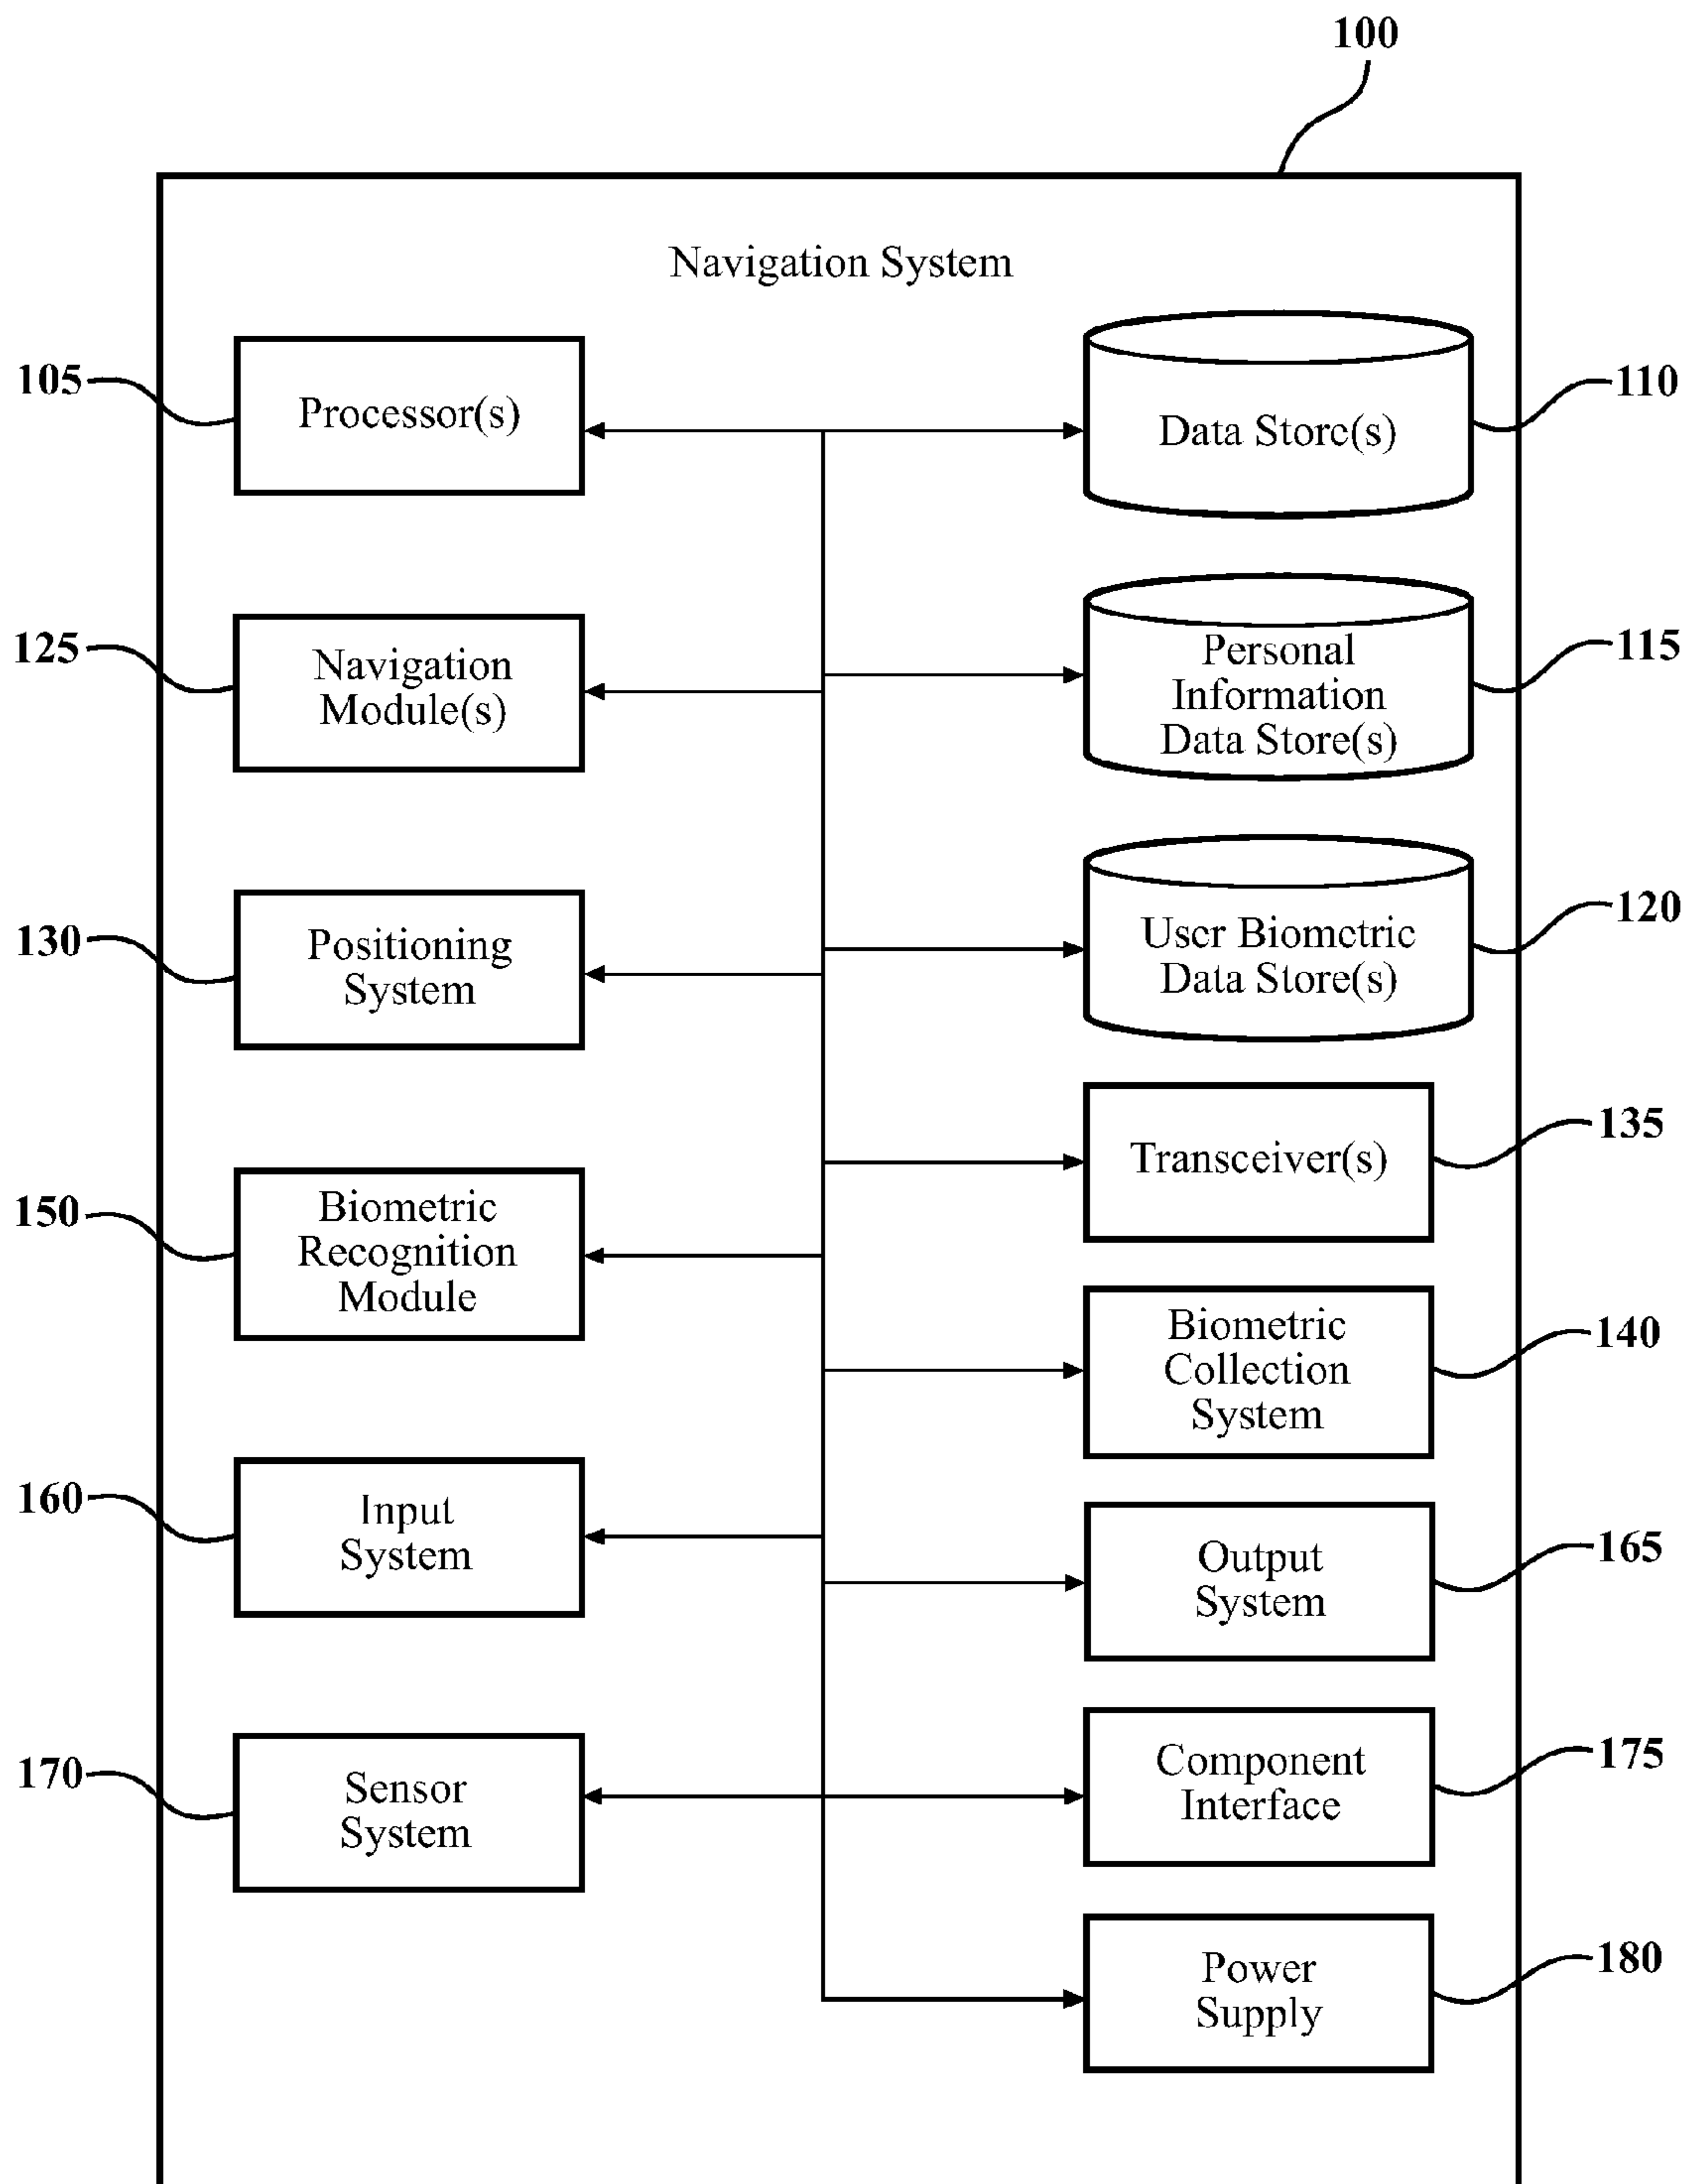 100
Navigation System
105
Processor(s)
Data Store(s)
110
125
Navigation
Module(s)
Personal
Information
Data Store(s)
115
130
Positioning
System
User Biometric
Data Store(s)
120
Transceiver(s)
135
150
Biometric
Recognition
Module
Biometric
Collection
System
140
160
Input
System
Output
System
165
170
Sensor
System
Component
Interface
175
Power
Supply
180